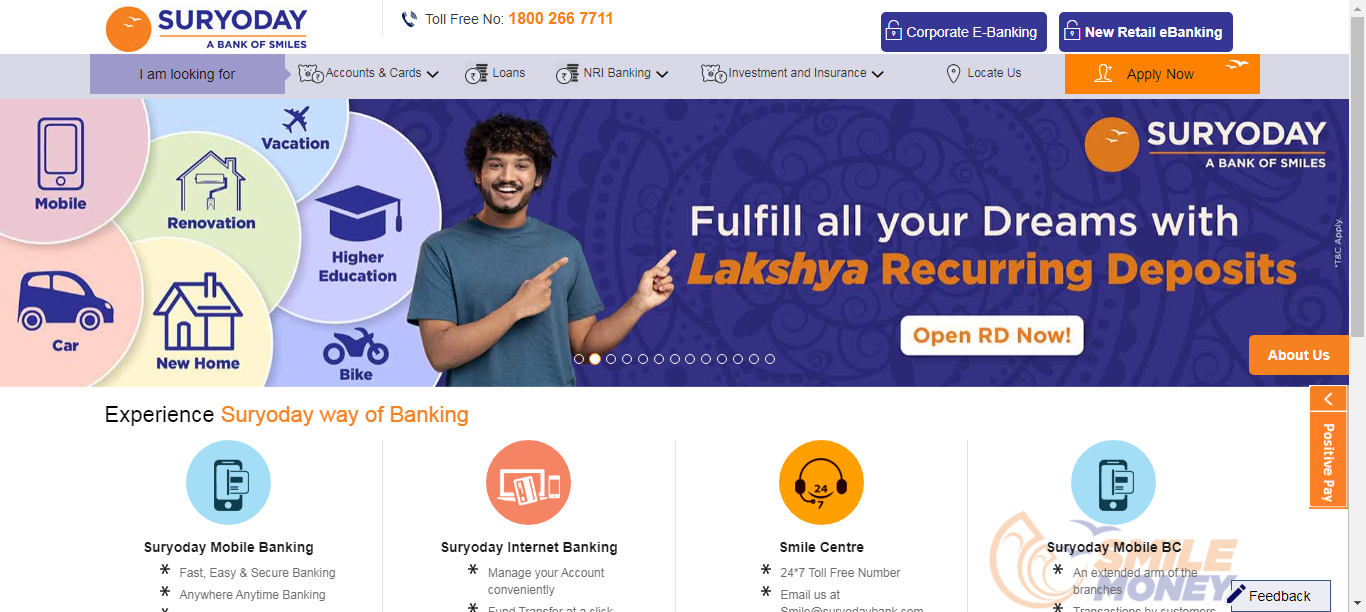 SURYODAY
A BANK OF SMILES
Toll Free No: 1800 266 7711
Corporate E-Banking
New Retail eBanking
I am looking for
Accounts & Cards
Loans
NRI Banking
Investment and Insurance
Locate Us
Apply Now
Mobile
Vacation
Renovation
Higher
Education
Car
New Home
Bike
SURYODAY
A BANK OF SMILES
Fulfill all your Dreams with
Lakshya Recurring Deposits
Open RD Now!
*T&C Apply.
About Us
Positive Pay
Experience Suryoday way of Banking
24
7
Suryoday Mobile Banking
* Fast, Easy & Secure Banking
* Anywhere Anytime Banking
Suryoday Internet Banking
* Manage your Account
conveniently
* Fund Transfer at a click
Smile Centre
* 24*7 Toll Free Number
* Email us at
Smile@suryodaybank.com
Suryoday Mobile BC
* An extended arm of the
branches
* Transactions by customers
SMILE
MONEY
Feedback